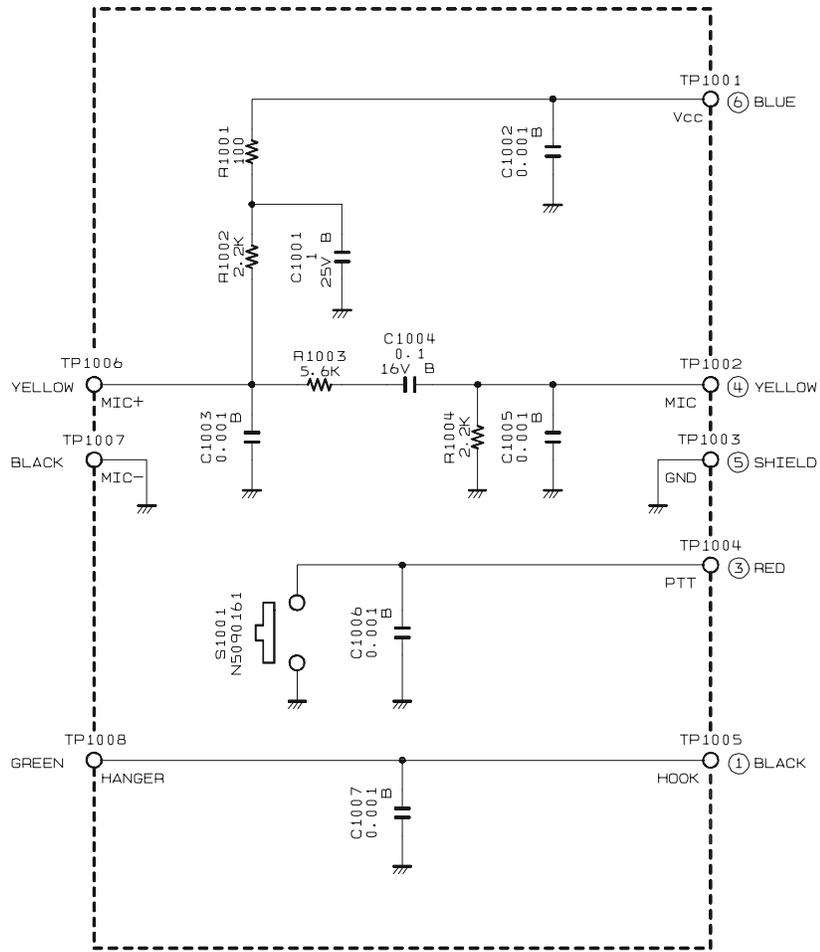 TP1001
⑥ BLUE
Vcc
R1001
100
C1002
0.001
B
R1002
2.2K
C1001
1
25V B
TP1006
YELLOW
MIC+
R1003
5.6K
C1004
0.1
16V B
TP1002
④ YELLOW
MIC
TP1007
BLACK
MIC-
C1003
0.001
B
R1004
2.2K
C1005
0.001
B
TP1003
⑤ SHIELD
GND
TP1004
③ RED
PTT
S1001
N5090161
C1006
0.001
B
TP1008
GREEN
HANGER
TP1005
① BLACK
HOOK
C1007
0.001
B